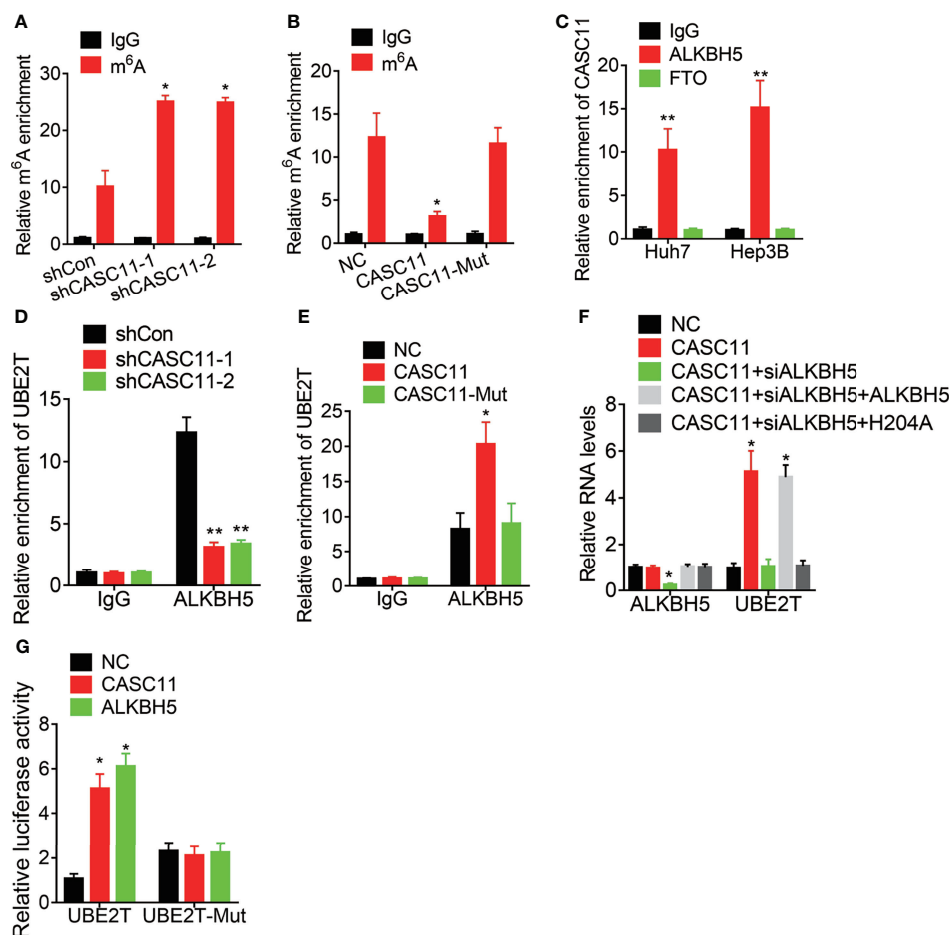 A
IgG
m⁶A
Relative m⁶A enrichment
30
20
10
0
*
*
shCon
shCASC11-1
shCASC11-2
B
IgG
m⁶A
Relative m⁶A enrichment
20
15
10
5
0
*
NC
CASC11
CASC11-Mut
C
IgG
ALKBH5
FTO
Relative enrichment of CASC11
20
15
10
5
0
**
**
Huh7
Hep3B
D
shCon
shCASC11-1
shCASC11-2
Relative enrichment of UBE2T
15
10
5
0
**
**
IgG
ALKBH5
E
NC
CASC11
CASC11-Mut
Relative enrichment of UBE2T
25
20
15
10
5
0
*
IgG
ALKBH5
F
NC
CASC11
CASC11+siALKBH5
CASC11+siALKBH5+ALKBH5
CASC11+siALKBH5+H204A
Relative RNA levels
8
6
4
2
1
0
*
*
*
ALKBH5
UBE2T
G
NC
CASC11
ALKBH5
Relative luciferase activity
8
6
4
2
0
*
*
UBE2T
UBE2T-Mut